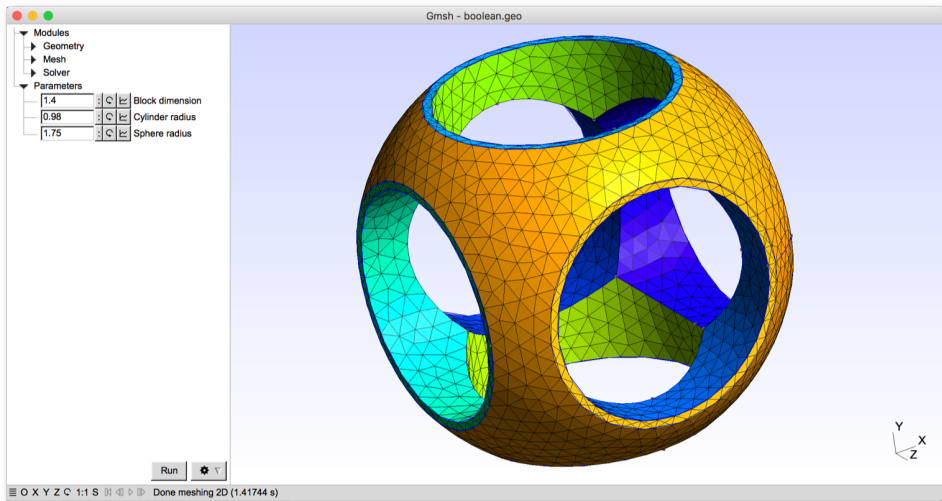 Gmsh - boolean.geo
Modules
Geometry
Mesh
Solver
Parameters
1.4 Block dimension
0.98 Cylinder radius
1.75 Sphere radius
Y
X
Z
Run
O X Y Z 1:1 S Done meshing 2D (1.41744 s)